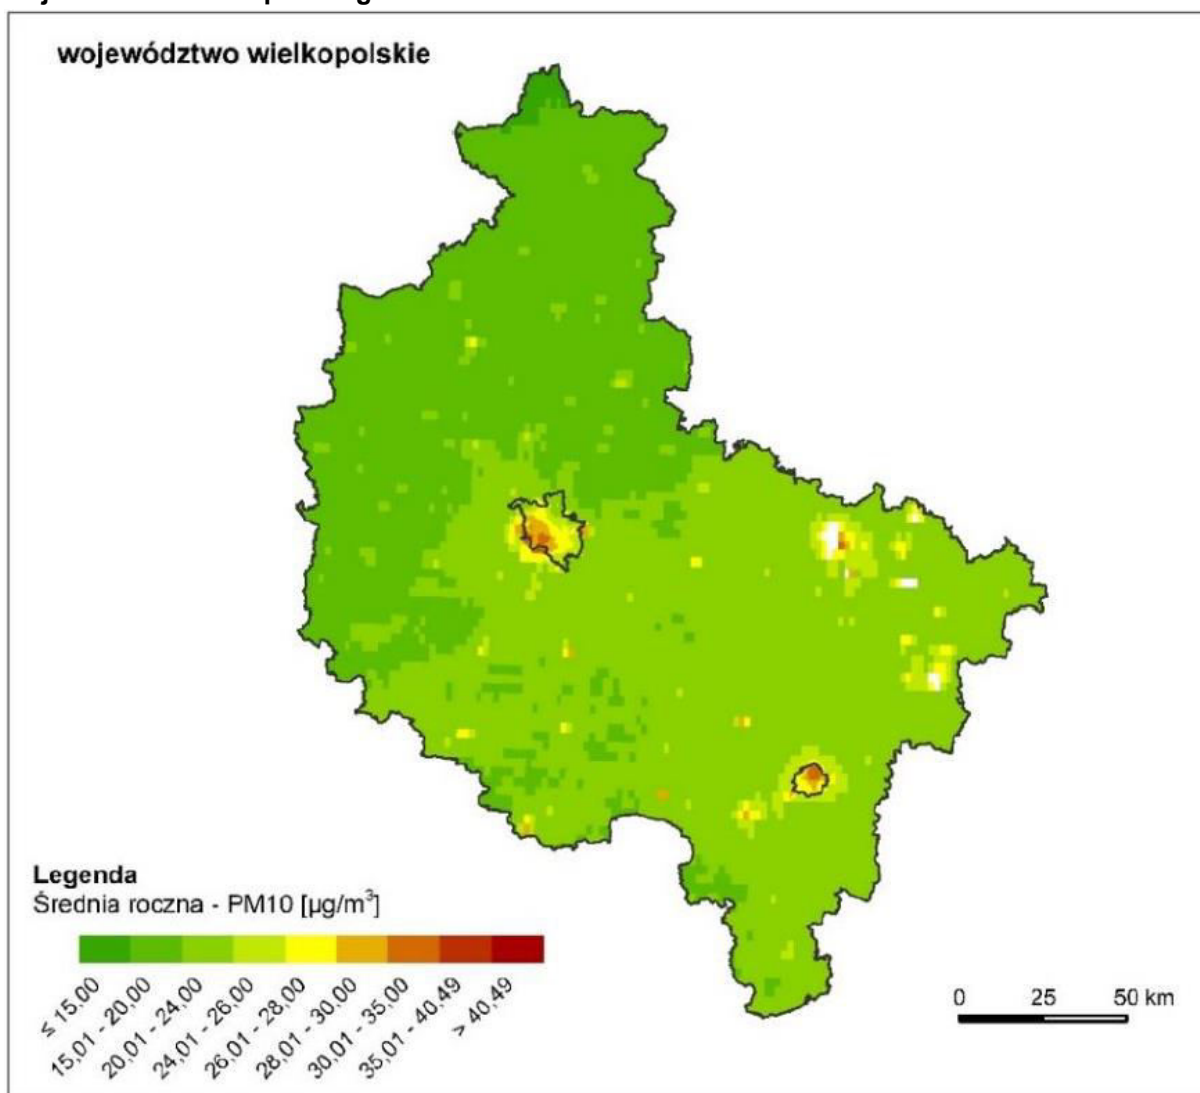 województwo wielkopolskie
Legenda
Średnia roczna - PM10 [µg/m³]
≤ 15,00
15,01 - 20,00
20,01 - 24,00
24,01 - 26,00
26,01 - 28,00
28,01 - 30,00
30,01 - 35,00
35,01 - 40,49
> 40,49
0 25 50 km